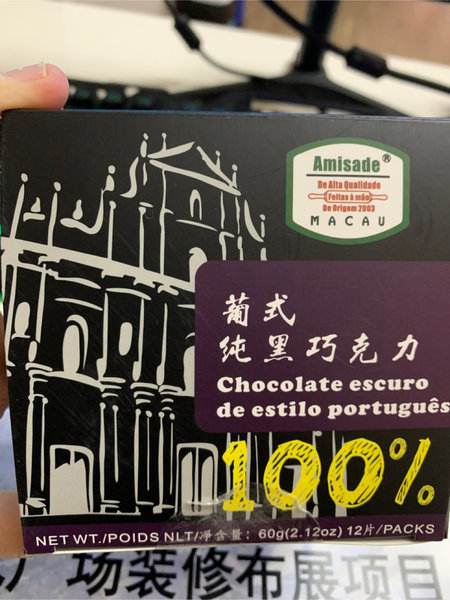 Amisade®
De Alta Qualidade
Feitas à mão
De Origem 2003
MACAU
葡式
纯黑巧克力
Chocolate escuro
de estilo português
100%
NET WT./POIDS NLT/净含量: 60g(2.12oz) 12片/PACKS
场装修布展项目